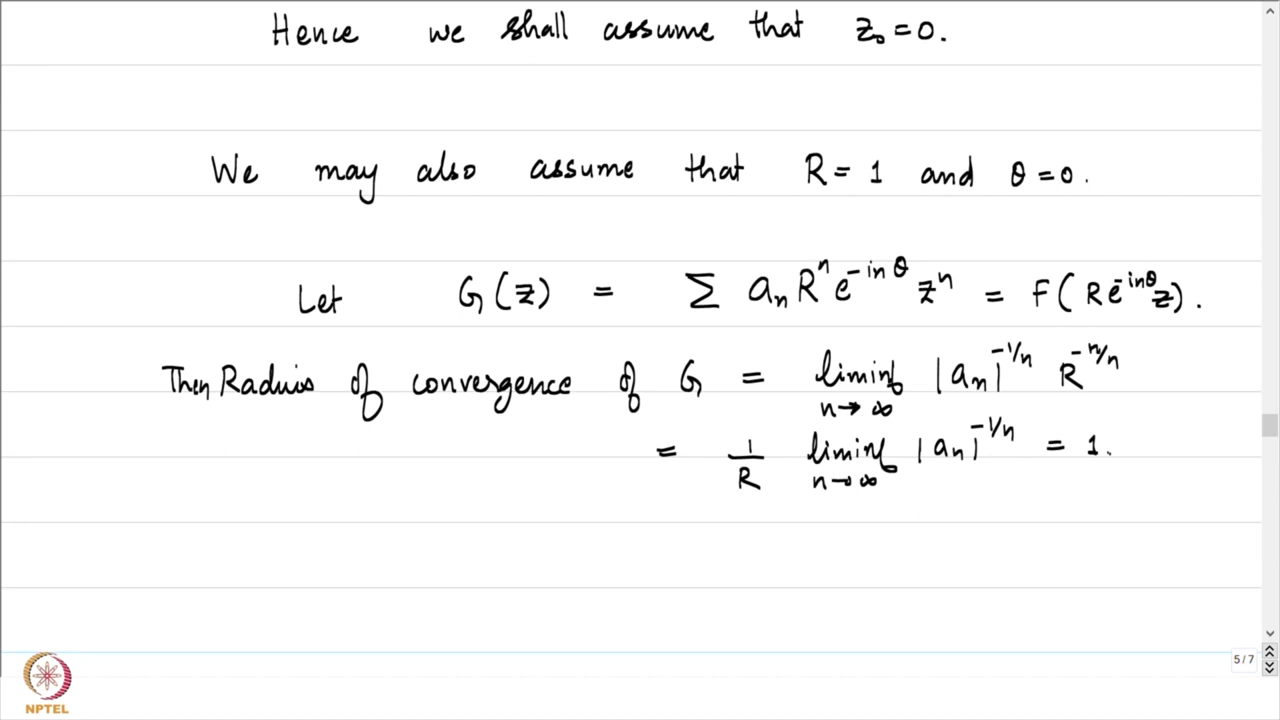 Hence we shall assume that z₀ = 0.
We may also assume that R = 1 and θ = 0.
Let G(z) = Σ aₙ Rⁿ e^{-inθ} zⁿ = F(R e^{-inθ} z).
Then Radius of convergence of G = liminf_{n→∞} |aₙ|^{-1/n} R^{-n/n}
= 1/R liminf_{n→∞} |aₙ|^{-1/n} = 1.
5 / 7
NPTEL